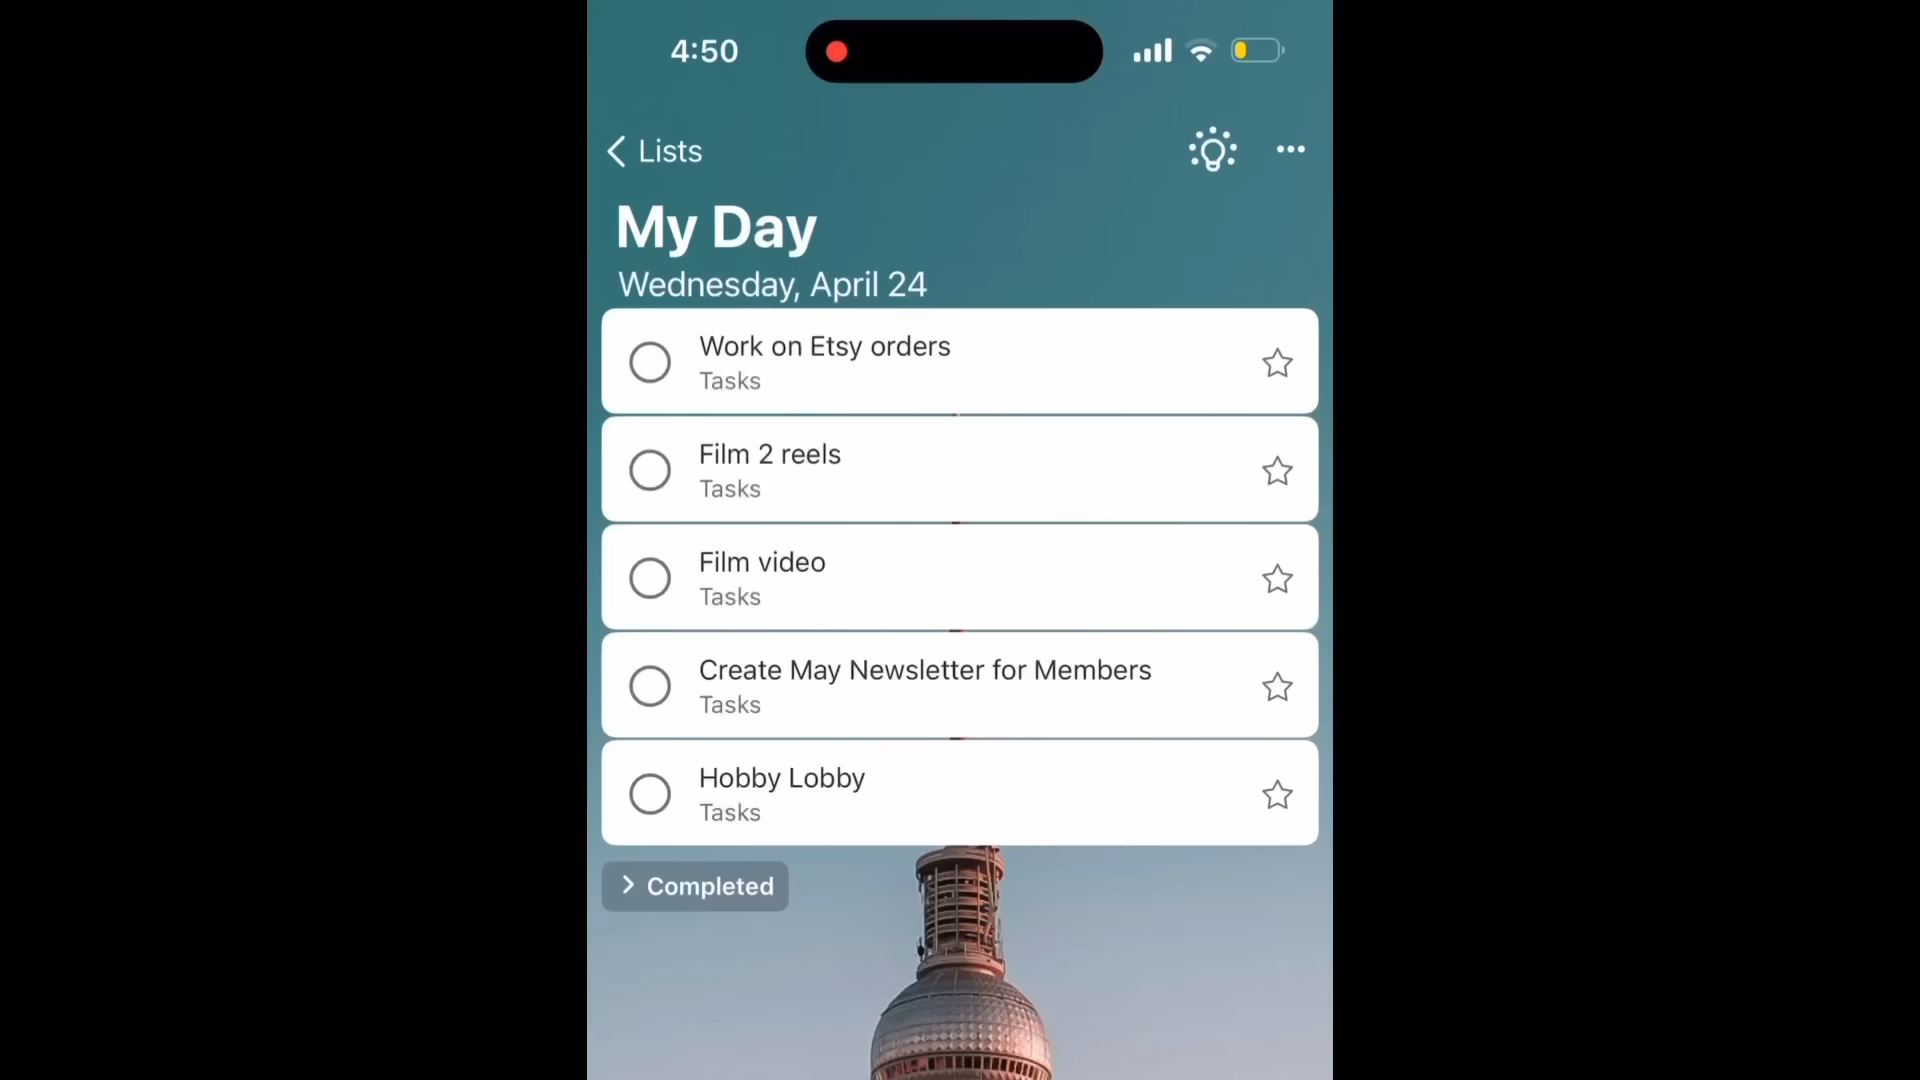 4:50
Lists
My Day
Wednesday, April 24
Work on Etsy orders
Tasks
Film 2 reels
Tasks
Film video
Tasks
Create May Newsletter for Members
Tasks
Hobby Lobby
Tasks
Completed